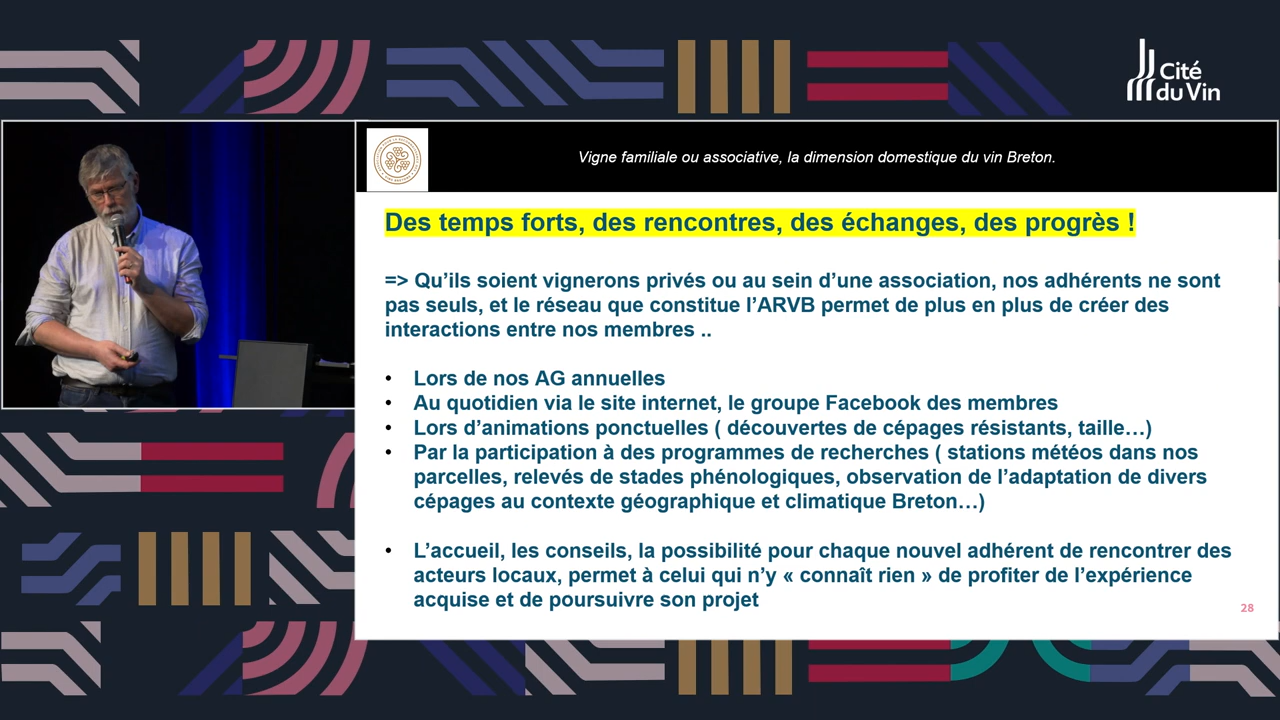 Cité
du Vin
Vigne familiale ou associative, la dimension domestique du vin Breton.
Des temps forts, des rencontres, des échanges, des progrès !
=> Qu’ils soient vignerons privés ou au sein d’une association, nos adhérents ne sont
pas seuls, et le réseau que constitue l’ARVB permet de plus en plus de créer des
interactions entre nos membres ..
• Lors de nos AG annuelles
• Au quotidien via le site internet, le groupe Facebook des membres
• Lors d’animations ponctuelles ( découvertes de cépages résistants, taille…)
• Par la participation à des programmes de recherches ( stations météos dans nos
parcelles, relevés de stades phénologiques, observation de l’adaptation de divers
cépages au contexte géographique et climatique Breton…)
• L’accueil, les conseils, la possibilité pour chaque nouvel adhérent de rencontrer des
acteurs locaux, permet à celui qui n’y « connaît rien » de profiter de l’expérience
acquise et de poursuivre son projet
28